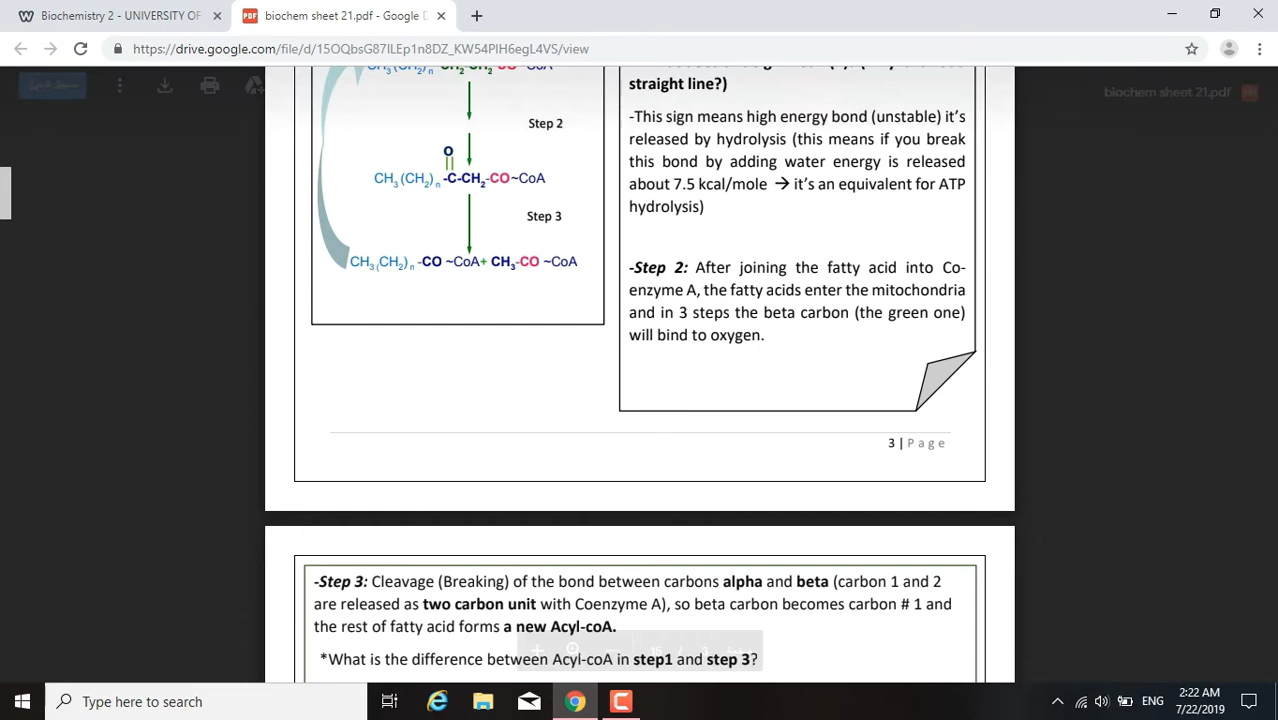 Biochemistry 2 - UNIVERSITY OF
biochem sheet 21.pdf - Google D
https://drive.google.com/file/d/15OQbsG87lLEp1n8DZ_KW54PlH6egL4VS/view
biochem sheet 21.pdf
CH3(CH2)n CH2-CH2-CO~CoA
Step 2
O
CH3(CH2)n -C-CH2-CO~CoA
Step 3
CH3(CH2)n -CO ~CoA+ CH3-CO ~CoA
straight line?)
-This sign means high energy bond (unstable) it's
released by hydrolysis (this means if you break
this bond by adding water energy is released
about 7.5 kcal/mole → it's an equivalent for ATP
hydrolysis)
-Step 2: After joining the fatty acid into Co-
enzyme A, the fatty acids enter the mitochondria
and in 3 steps the beta carbon (the green one)
will bind to oxygen.
3 | Page
-Step 3: Cleavage (Breaking) of the bond between carbons alpha and beta (carbon 1 and 2
are released as two carbon unit with Coenzyme A), so beta carbon becomes carbon # 1 and
the rest of fatty acid forms a new Acyl-coA.
*What is the difference between Acyl-coA in step1 and step 3?
Type here to search
ENG
2:22 AM
7/22/2019